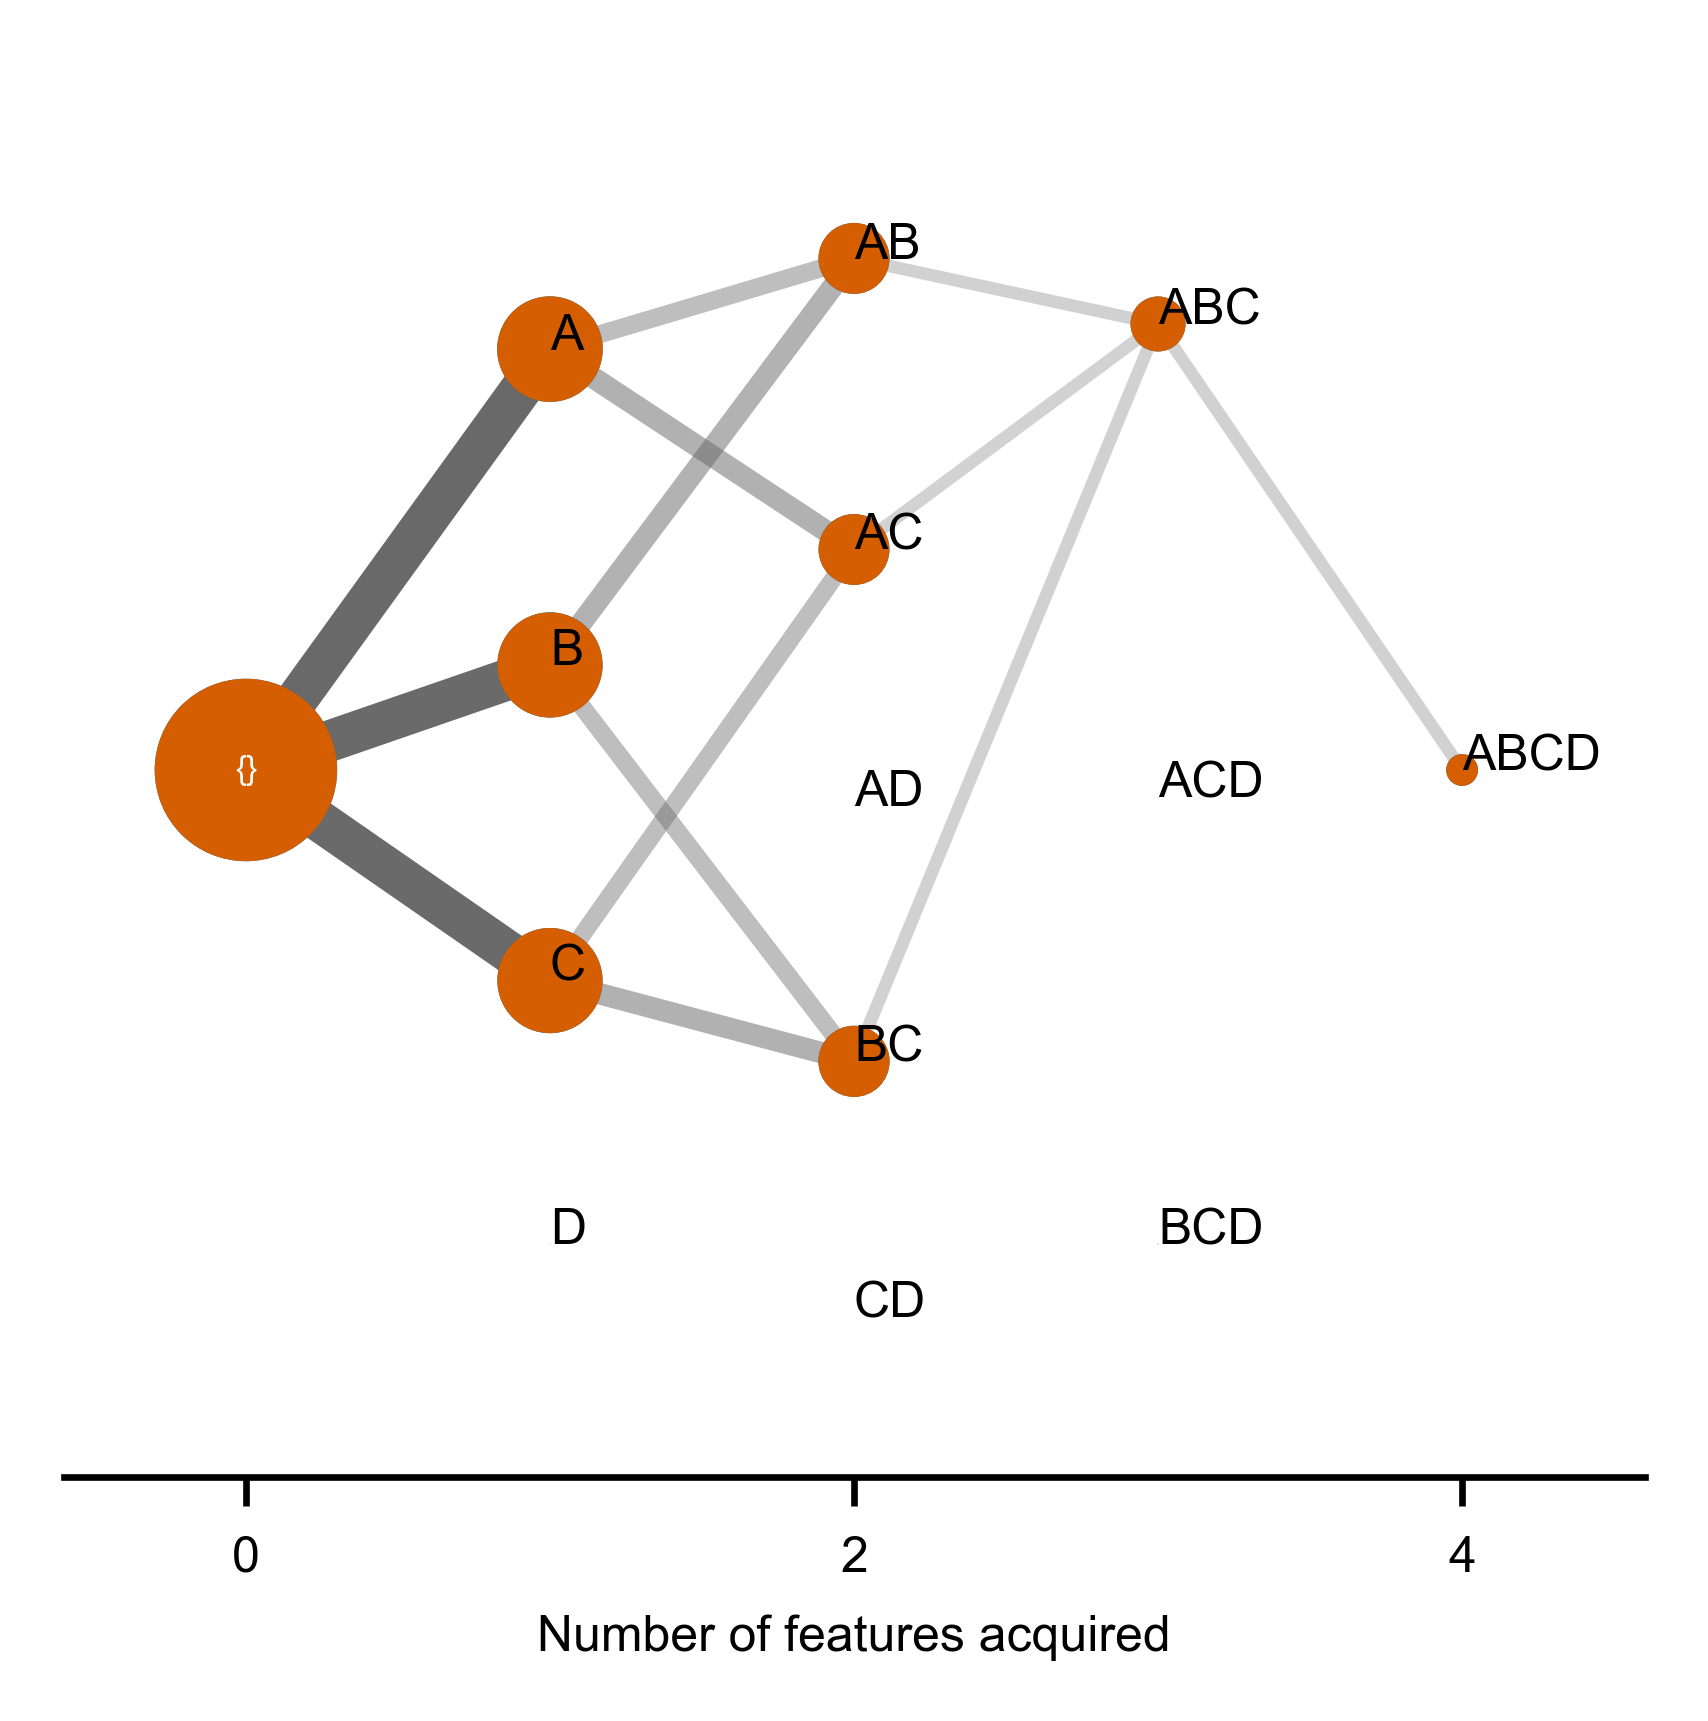 AB
ABC
A
AC
B
ABCD
{}
AD
ACD
C
BC
D
BCD
CD
0 2 4
Number of features acquired